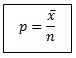 p = x̄/n